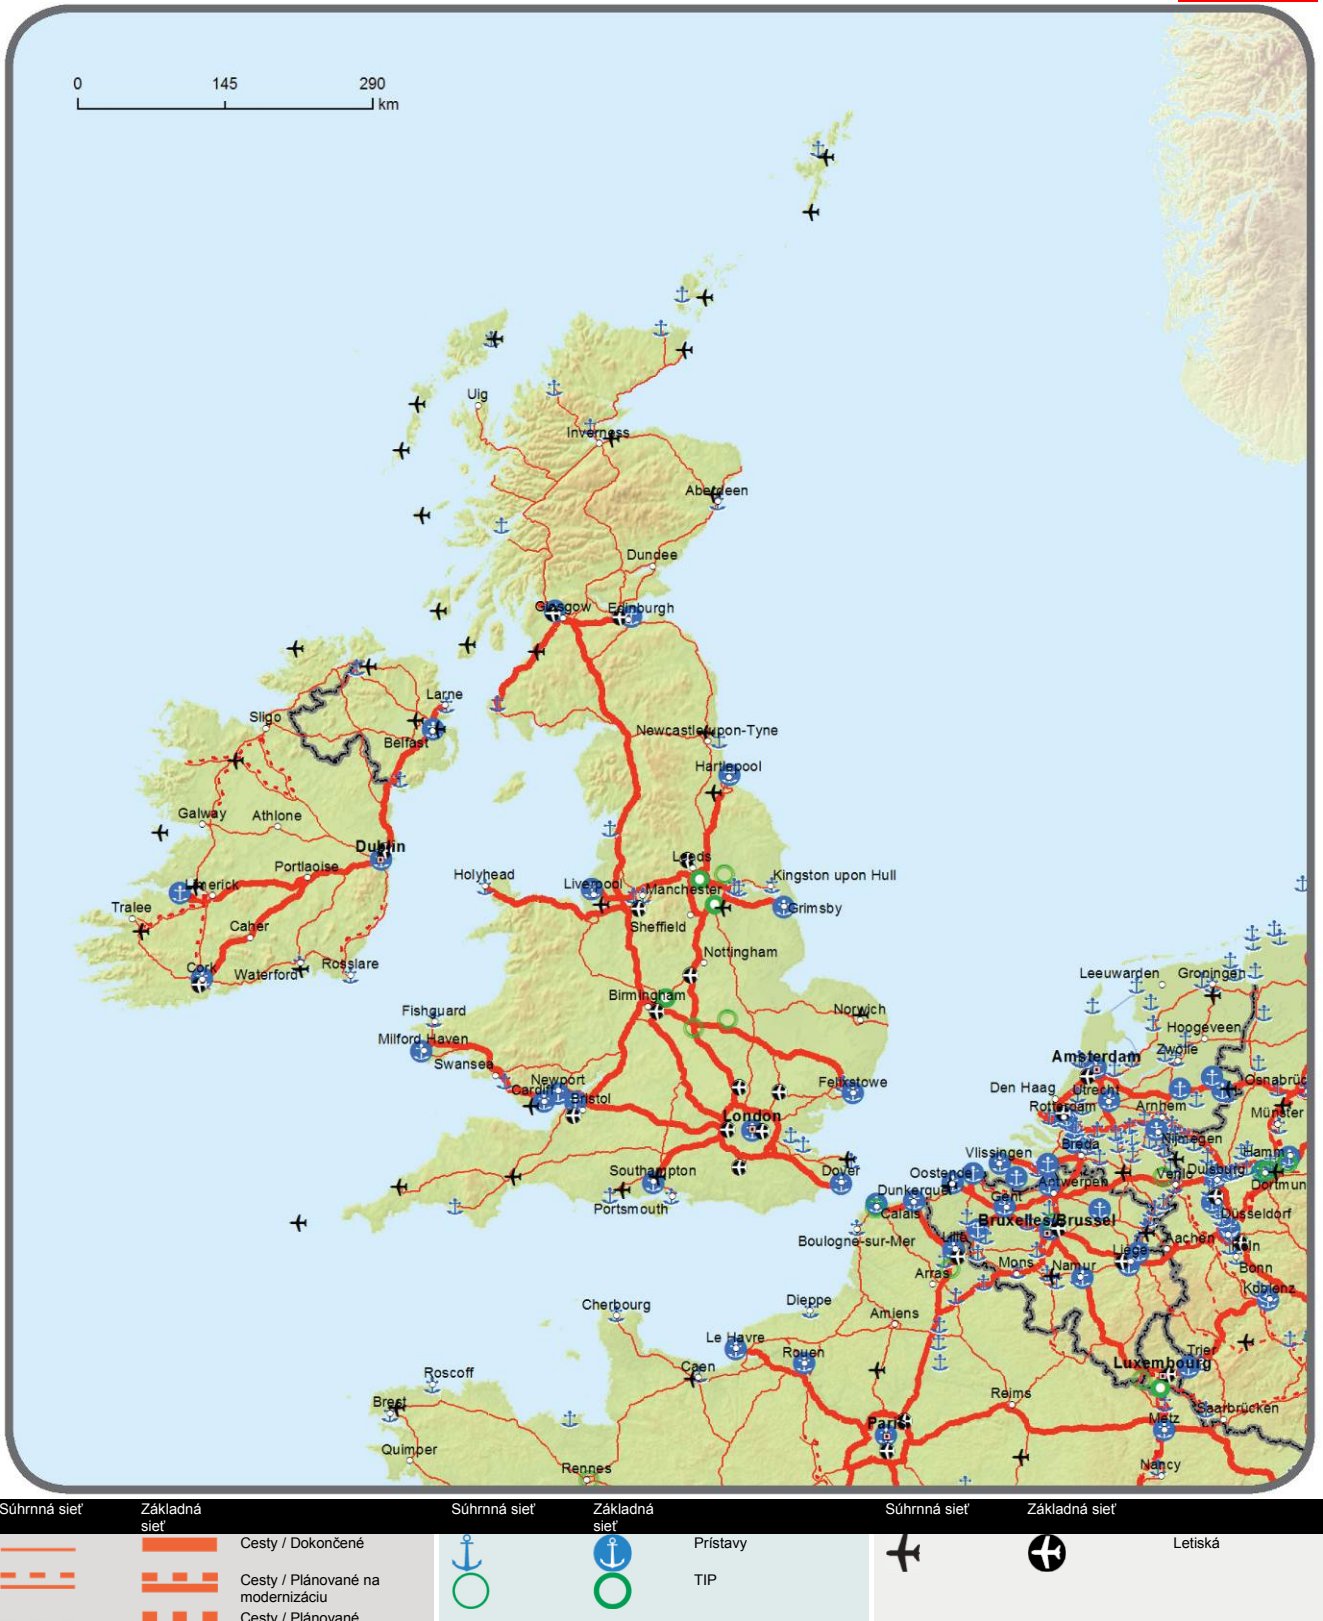 0 145 290
km
Uig
Inverness
Aberdeen
Dundee
Glasgow Edinburgh
Larne
Sligo
Belfast
Newcastle-upon-Tyne
Hartlepool
Galway Athlone
Dublin
Portlaoise
Leeds
Holyhead
Liverpool
Manchester
Kingston upon Hull
Limerick
Grimsby
Tralee
Sheffield
Caher
Nottingham
Cork
Waterford
Rosslare
Leeuwarden Groningen
Birmingham
Norwich
Fishguard
Hoogeveen
Milford Haven
Zwolle
Amsterdam
Swansea
Newport
Felixstowe
Den Haag
Utrecht
Osnabrüc
Cardiff
Bristol
Rotterdam
Arnhem
Münster
London
Nijmegen
Breda
Vlissingen
Hamm
Southampton
Dover
Oostende
Venlo
Duisburg
Dortmun
Antwerpen
Dunkerque
Gent
Portsmouth
Calais
Düsseldorf
Bruxelles/Brussel
Boulogne-sur-Mer
Lille
Aachen
Köln
Liège
Arras
Mons
Namur
Bonn
Koblenz
Cherbourg
Dieppe
Amiens
Le Havre
Rouen
Trier
Caen
Luxembourg
Roscoff
Reims
Brest
Saarbrücken
Paris
Metz
Quimper
Rennes
Nancy
Súhrnná sieť Základná sieť Súhrnná sieť Základná sieť Súhrnná sieť Základná sieť
Cesty / Dokončené
Prístavy
Letiská
Cesty / Plánované na modernizáciu
TIP
Cesty / Plánované